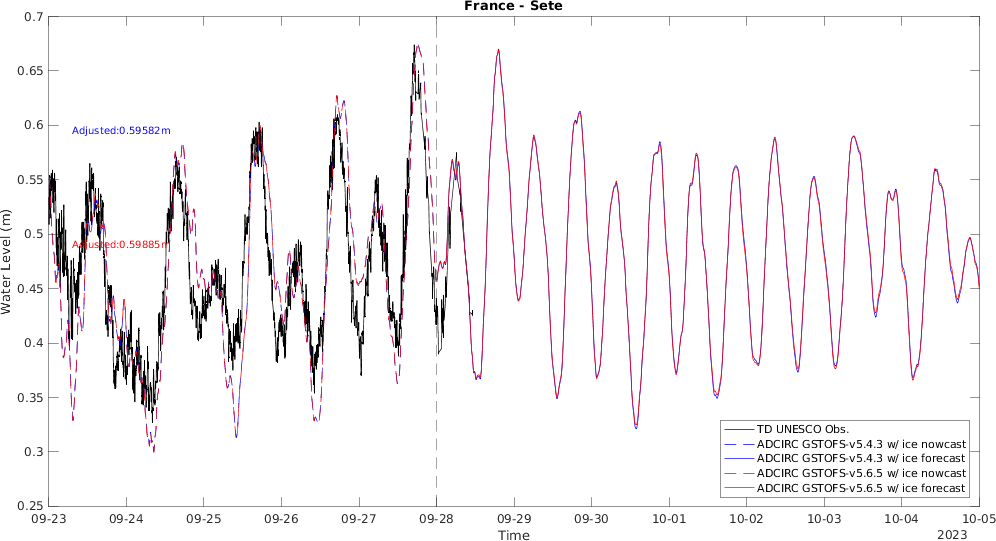 France - Sete
0.7
0.65
0.6
0.55
0.5
0.45
0.4
0.35
0.3
0.25
Water Level (m)
Adjusted:0.59582m
Adjusted:0.59885m
TD UNESCO Obs.
ADCIRC GSTOFS-v5.4.3 w/ ice nowcast
ADCIRC GSTOFS-v5.4.3 w/ ice forecast
ADCIRC GSTOFS-v5.6.5 w/ ice nowcast
ADCIRC GSTOFS-v5.6.5 w/ ice forecast
09-23 09-24 09-25 09-26 09-27 09-28 09-29 09-30 10-01 10-02 10-03 10-04 10-05
Time
2023